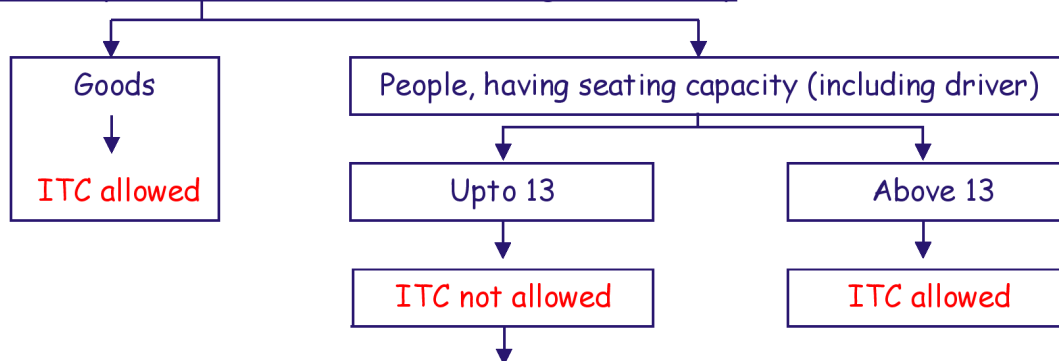 Goods
ITC allowed
People, having seating capacity (including driver)
Upto 13
Above 13
ITC not allowed
ITC allowed